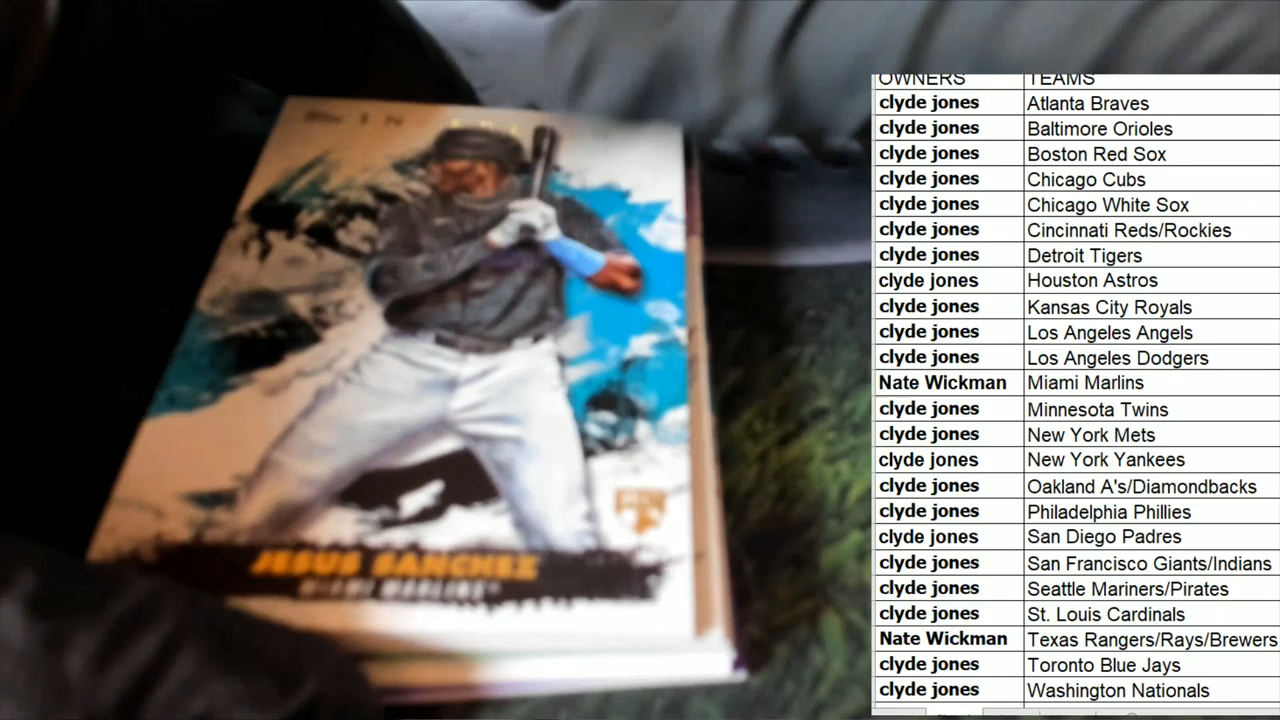 JESUS SANCHEZ
MIAMI MARLINS
OWNERS TEAMS
clyde jones Atlanta Braves
clyde jones Baltimore Orioles
clyde jones Boston Red Sox
clyde jones Chicago Cubs
clyde jones Chicago White Sox
clyde jones Cincinnati Reds/Rockies
clyde jones Detroit Tigers
clyde jones Houston Astros
clyde jones Kansas City Royals
clyde jones Los Angeles Angels
clyde jones Los Angeles Dodgers
Nate Wickman Miami Marlins
clyde jones Minnesota Twins
clyde jones New York Mets
clyde jones New York Yankees
clyde jones Oakland A's/Diamondbacks
clyde jones Philadelphia Phillies
clyde jones San Diego Padres
clyde jones San Francisco Giants/Indians
clyde jones Seattle Mariners/Pirates
clyde jones St. Louis Cardinals
Nate Wickman Texas Rangers/Rays/Brewers
clyde jones Toronto Blue Jays
clyde jones Washington Nationals